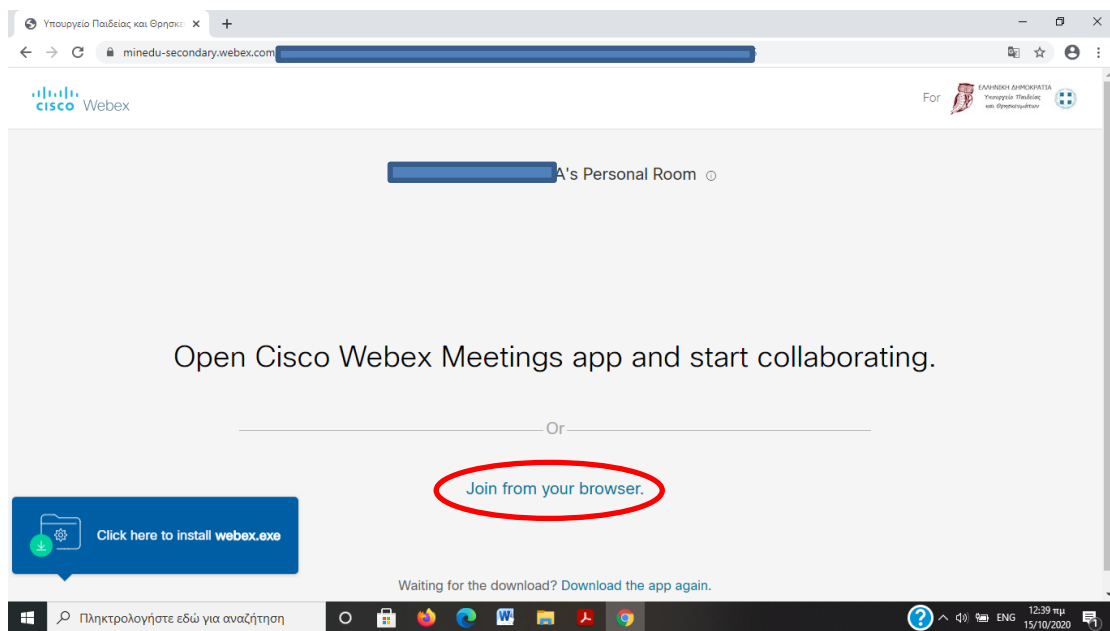 Υπουργείο Παιδείας και Θρησκε
minedu-secondary.webex.com
cisco Webex
For
ΕΛΛΗΝΙΚΗ ΔΗΜΟΚΡΑΤΙΑ
Υπουργείο Παιδείας
και Θρησκευμάτων
A's Personal Room
Open Cisco Webex Meetings app and start collaborating.
Or
Join from your browser.
Click here to install webex.exe
Waiting for the download? Download the app again.
Πληκτρολογήστε εδώ για αναζήτηση
ENG
12:39 πμ
15/10/2020